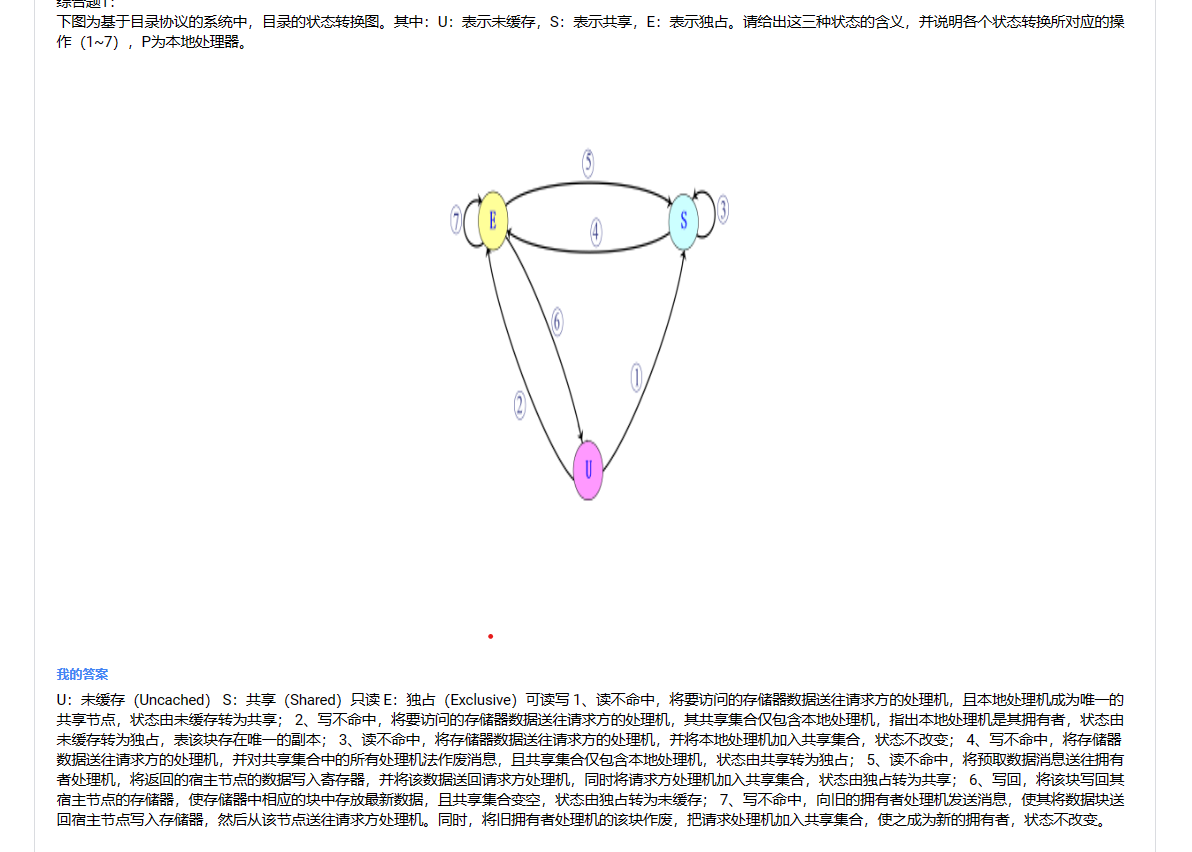 综合题1：
下图为基于目录协议的系统中，目录的状态转换图。其中：U：表示未缓存，S：表示共享，E：表示独占。请给出这三种状态的含义，并说明各个状态转换所对应的操
作（1~7），P为本地处理器。
⑤
⑦ E ④ S ③
⑥
② ①
U
我的答案
U：未缓存（Uncached） S：共享（Shared）只读 E：独占（Exclusive）可读写 1、读不命中，将要访问的存储器数据送往请求方的处理机，且本地处理机成为唯一的
共享节点，状态由未缓存转为共享； 2、写不命中，将要访问的存储器数据送往请求方的处理机，其共享集合仅包含本地处理机，指出本地处理机是其拥有者，状态由
未缓存转为独占，表该块存在唯一的副本； 3、读不命中，将存储器数据送往请求方的处理机，并将本地处理机加入共享集合，状态不改变； 4、写不命中，将存储器
数据送往请求方的处理机，并对共享集合中的所有处理机法作废消息，且共享集合仅包含本地处理机，状态由共享转为独占； 5、读不命中，将预取数据消息送往拥有
者处理机，将返回的宿主节点的数据写入寄存器，并将该数据送回请求方处理机，同时将请求方处理机加入共享集合，状态由独占转为共享； 6、写回，将该块写回其
宿主节点的存储器，使存储器中相应的块中存放最新数据，且共享集合变空，状态由独占转为未缓存； 7、写不命中，向旧的拥有者处理机发送消息，使其将数据块送
回宿主节点写入存储器，然后从该节点送往请求方处理机。同时，将旧拥有者处理机的该块作废，把请求处理机加入共享集合，使之成为新的拥有者，状态不改变。